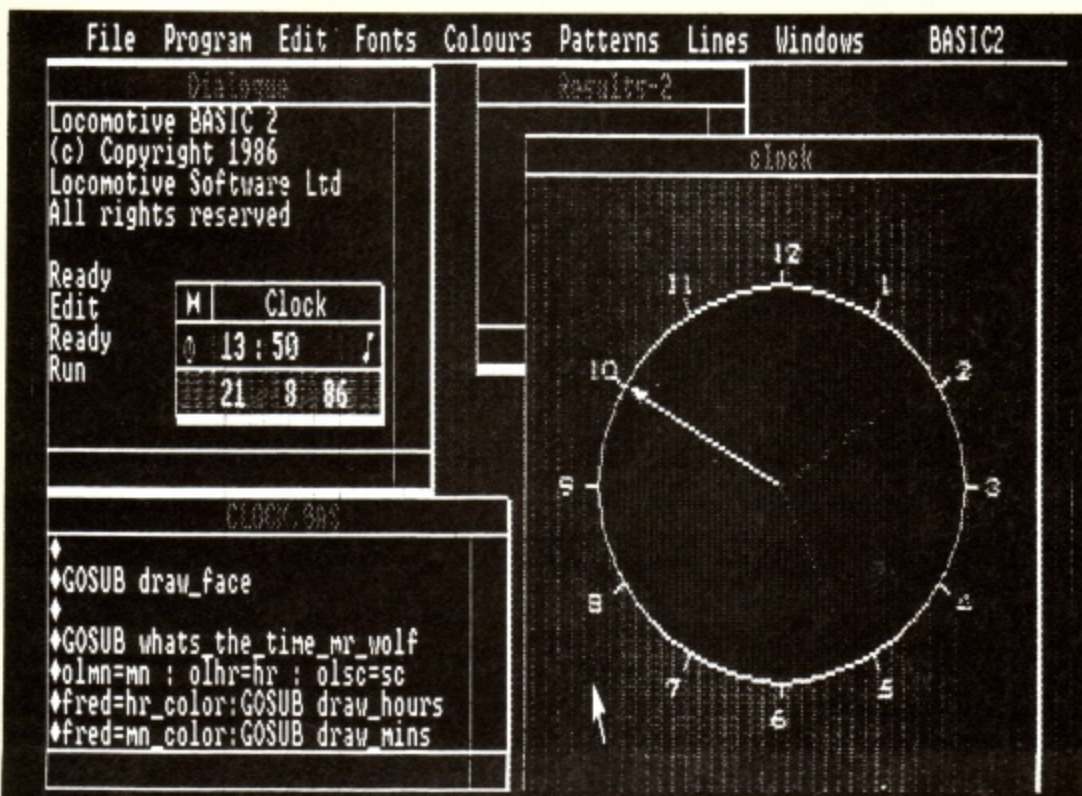 File Program Edit Fonts Colours Patterns Lines Windows BASIC2
Dialogue
Locomotive BASIC 2
(c) Copyright 1986
Locomotive Software Ltd
All rights reserved
Ready
Edit
Ready
Run
Clock
13:50
21 8 86
CLOCK.BAS
GOSUB draw_face
GOSUB whats_the_time_mr_wolf
olmn=mn : olhr=hr : olsc=sc
fred=hr_color:GOSUB draw_hours
fred=mn_color:GOSUB draw_mins
Results-2
clock
12
1
2
3
4
5
6
7
8
9
10
11